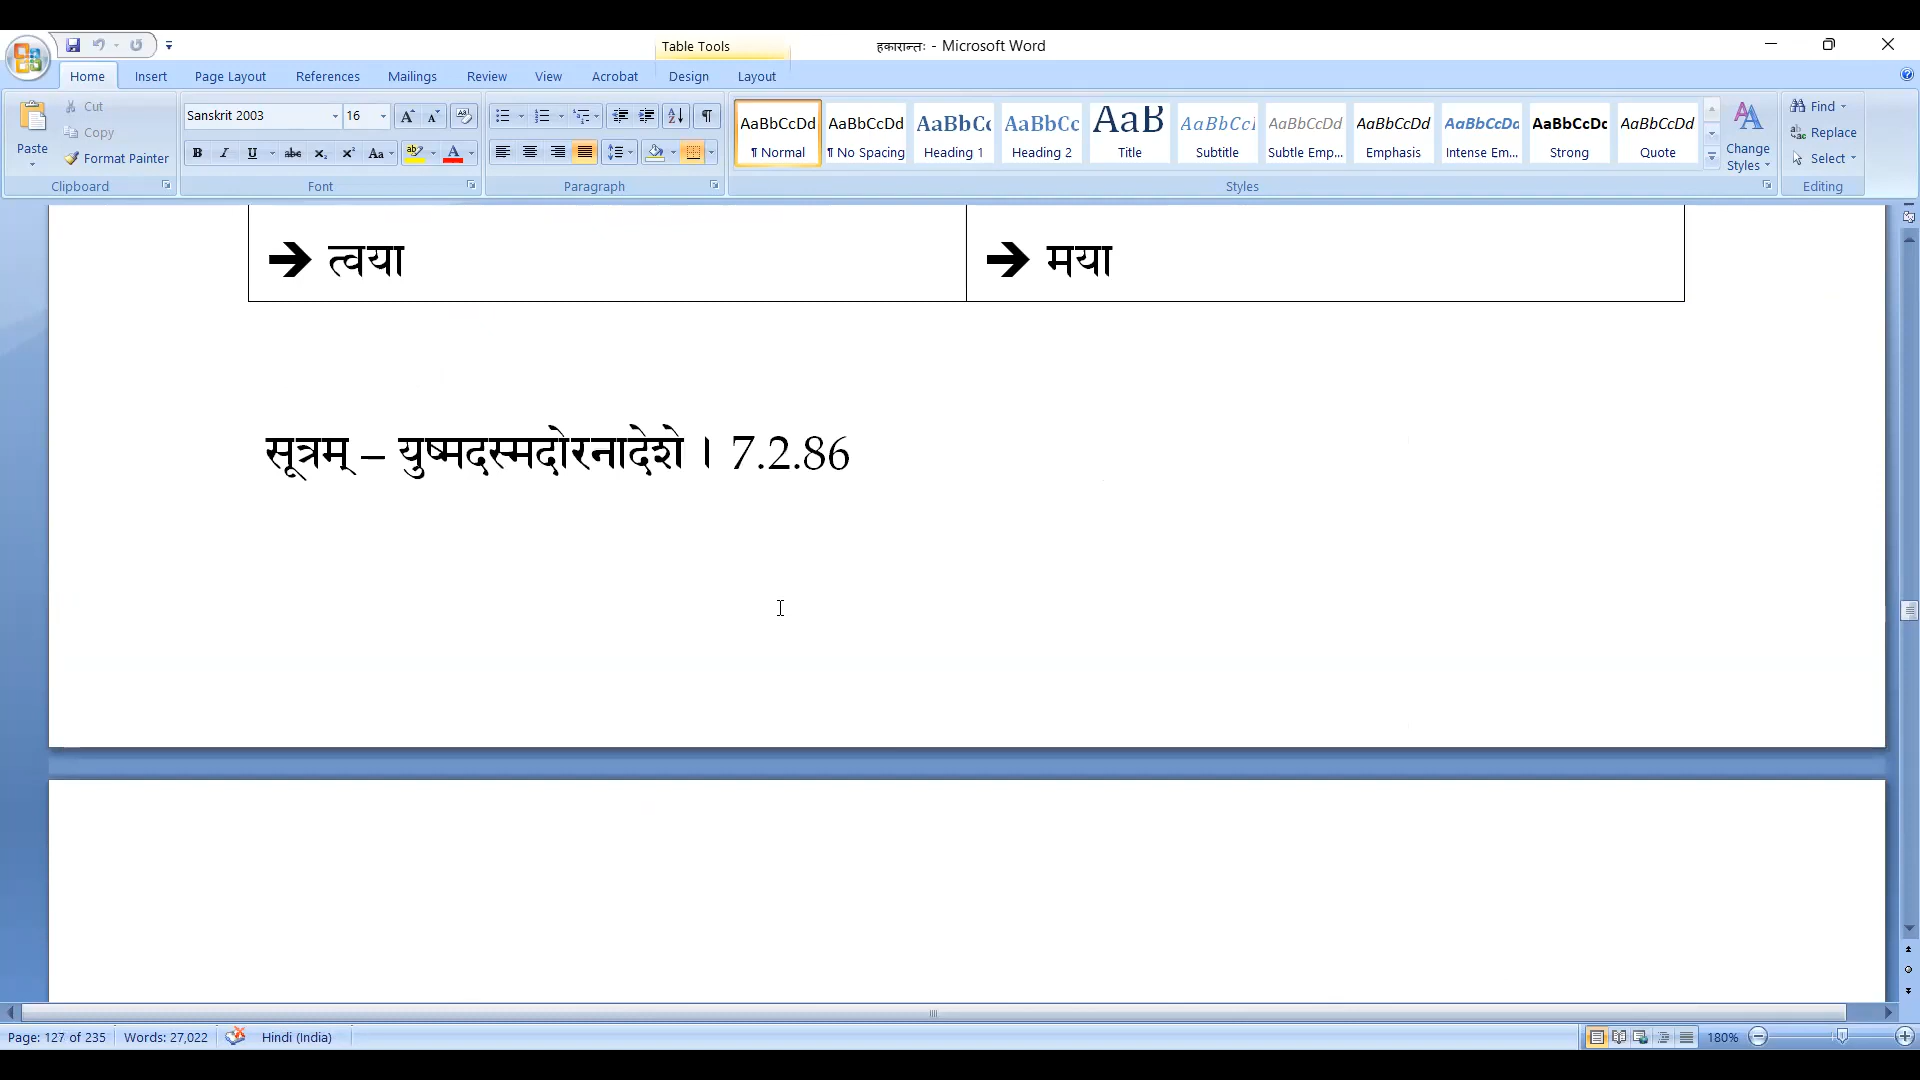 Table Tools
हकारान्तः - Microsoft Word
Home Insert Page Layout References Mailings Review View Acrobat Design Layout
Paste
Cut
Copy
Format Painter
Clipboard
Sanskrit 2003 16
Font
Paragraph
AaBbCcDd AaBbCcDd AaBbCc AaBbCc AaB AaBbCcI AaBbCcDd AaBbCcDd AaBbCcDd AaBbCcDc AaBbCcDd
¶ Normal ¶ No Spacing Heading 1 Heading 2 Title Subtitle Subtle Emp... Emphasis Intense Em... Strong Quote
Change Styles
Styles
Find
Replace
Select
Editing
➔ त्वया ➔ मया
सूत्रम् – युष्मदस्मदोरनादेशे । 7.2.86
Page: 127 of 235 Words: 27,022 Hindi (India) 180%